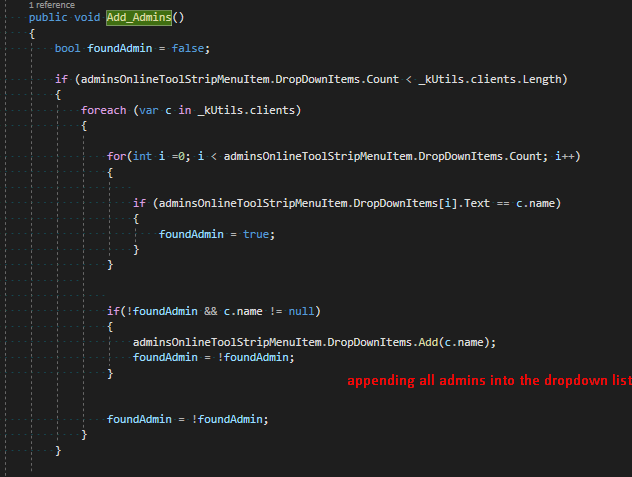 1 reference
public void Add_Admins()
{
bool foundAdmin = false;
if (adminsOnlineToolStripMenuItem.DropDownItems.Count < _kUtils.clients.Length)
{
foreach (var c in _kUtils.clients)
{
for(int i =0; i < adminsOnlineToolStripMenuItem.DropDownItems.Count; i++)
{
if (adminsOnlineToolStripMenuItem.DropDownItems[i].Text == c.name)
{
foundAdmin = true;
}
}
if(!foundAdmin && c.name != null)
{
adminsOnlineToolStripMenuItem.DropDownItems.Add(c.name);
foundAdmin = !foundAdmin;
}
appending all admins into the dropdown list
foundAdmin = !foundAdmin;
}
}